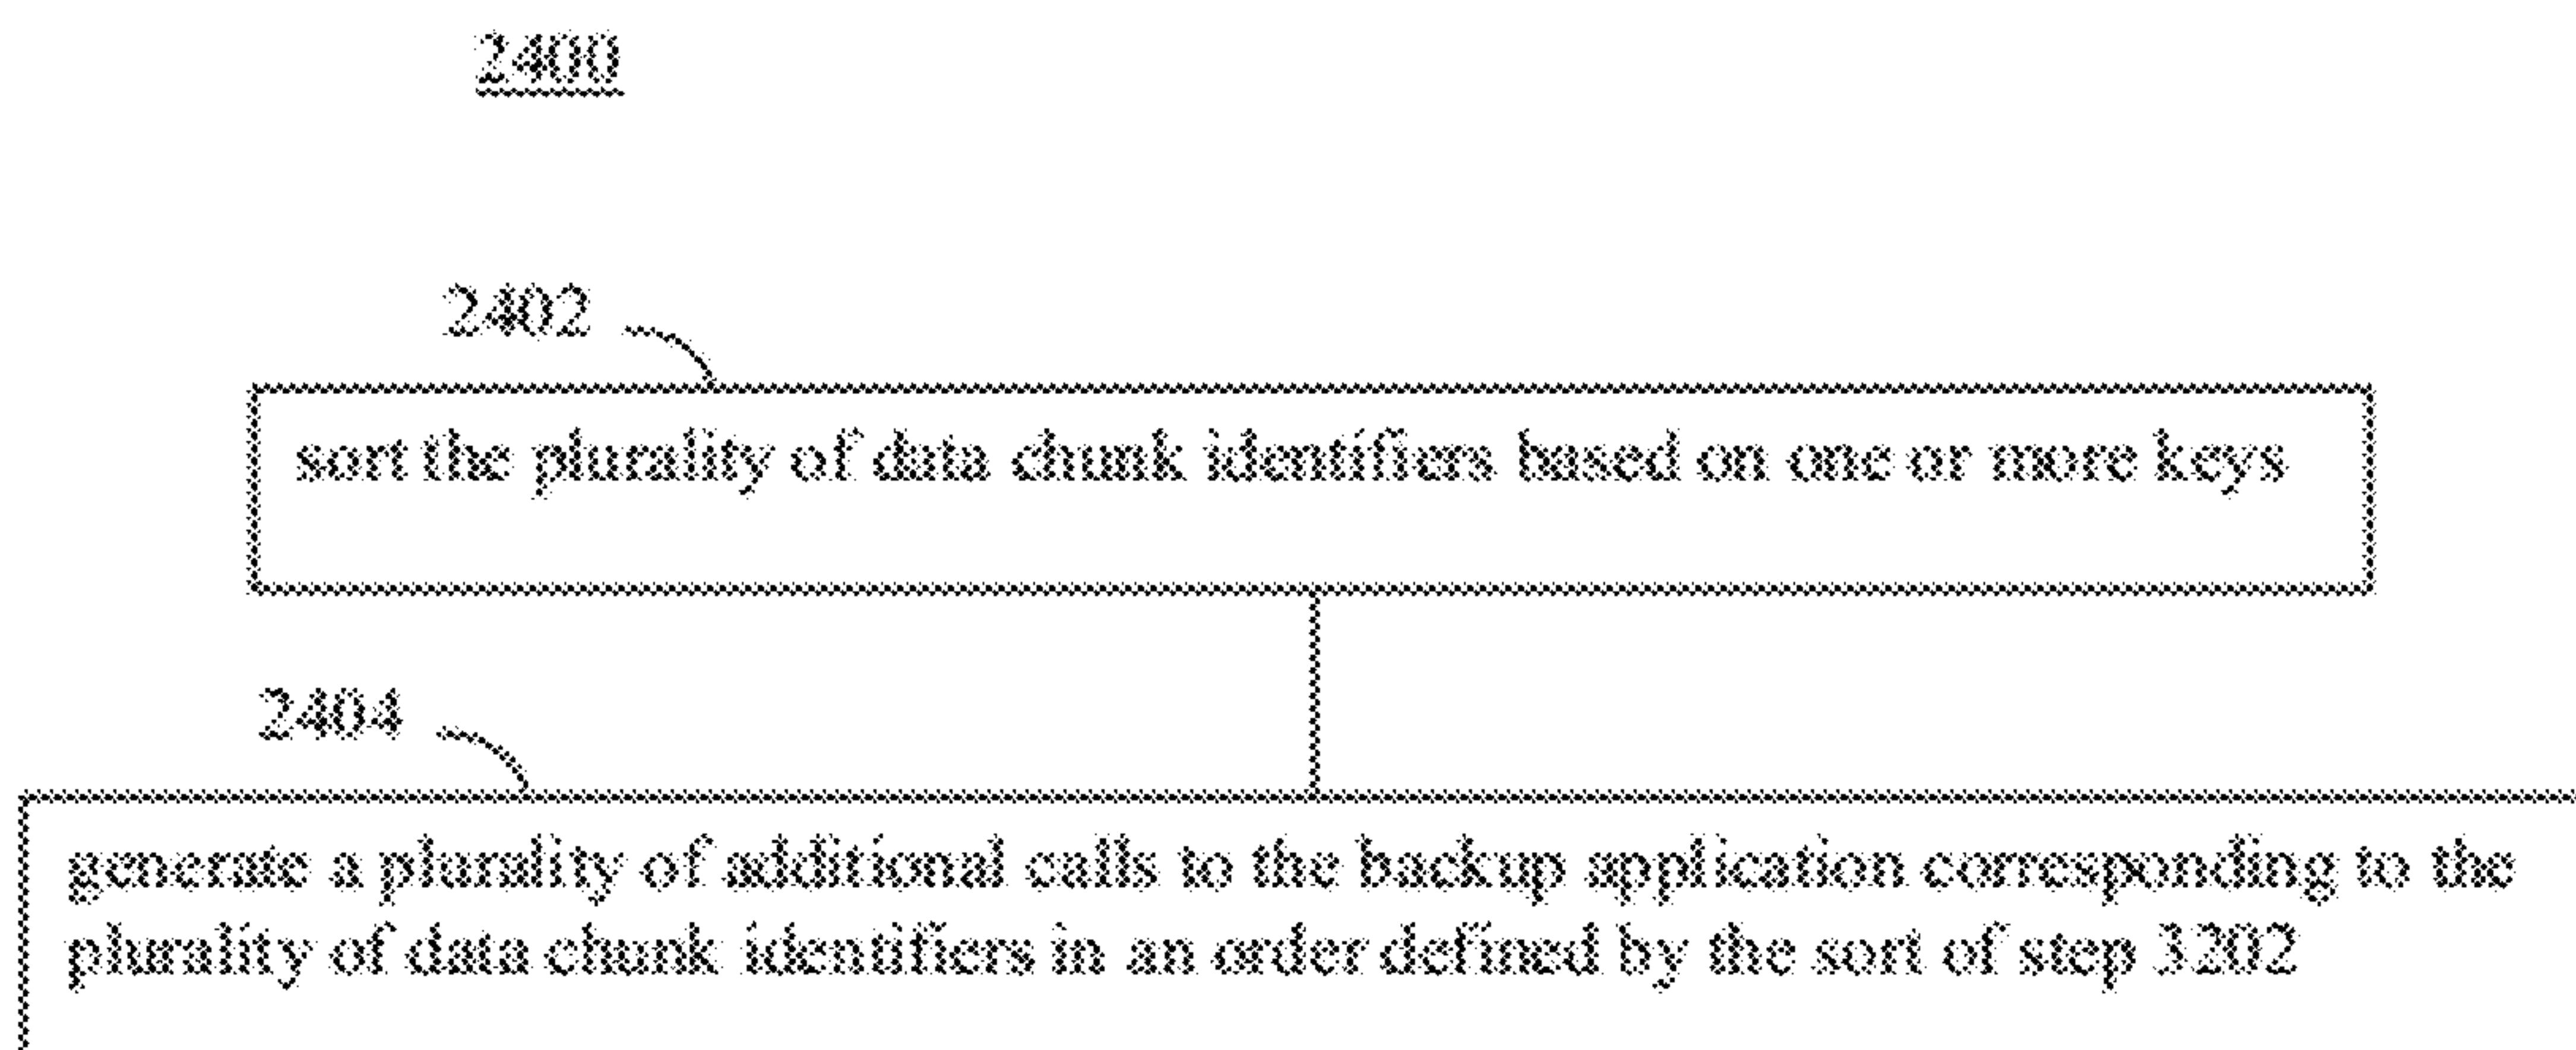 2400
2402
sort the plurality of data chunk identifiers based on one or more keys
2404
generate a plurality of additional calls to the backup application corresponding to the
plurality of data chunk identifiers in an order defined by the sort of step 3202